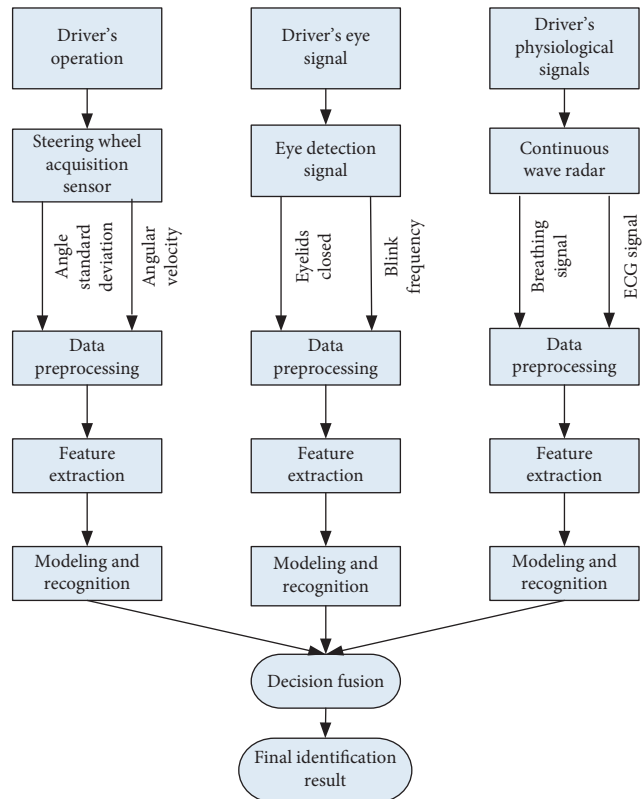 Driver's
operation
Driver's eye
signal
Driver's
physiological
signals
Steering wheel
acquisition
sensor
Eye detection
signal
Continuous
wave radar
Angle
standard
deviation
Angular
velocity
Eyelids
closed
Blink
frequency
Breathing
signal
ECG signal
Data
preprocessing
Data
preprocessing
Data
preprocessing
Feature
extraction
Feature
extraction
Feature
extraction
Modeling and
recognition
Modeling and
recognition
Modeling and
recognition
Decision fusion
Final identification
result